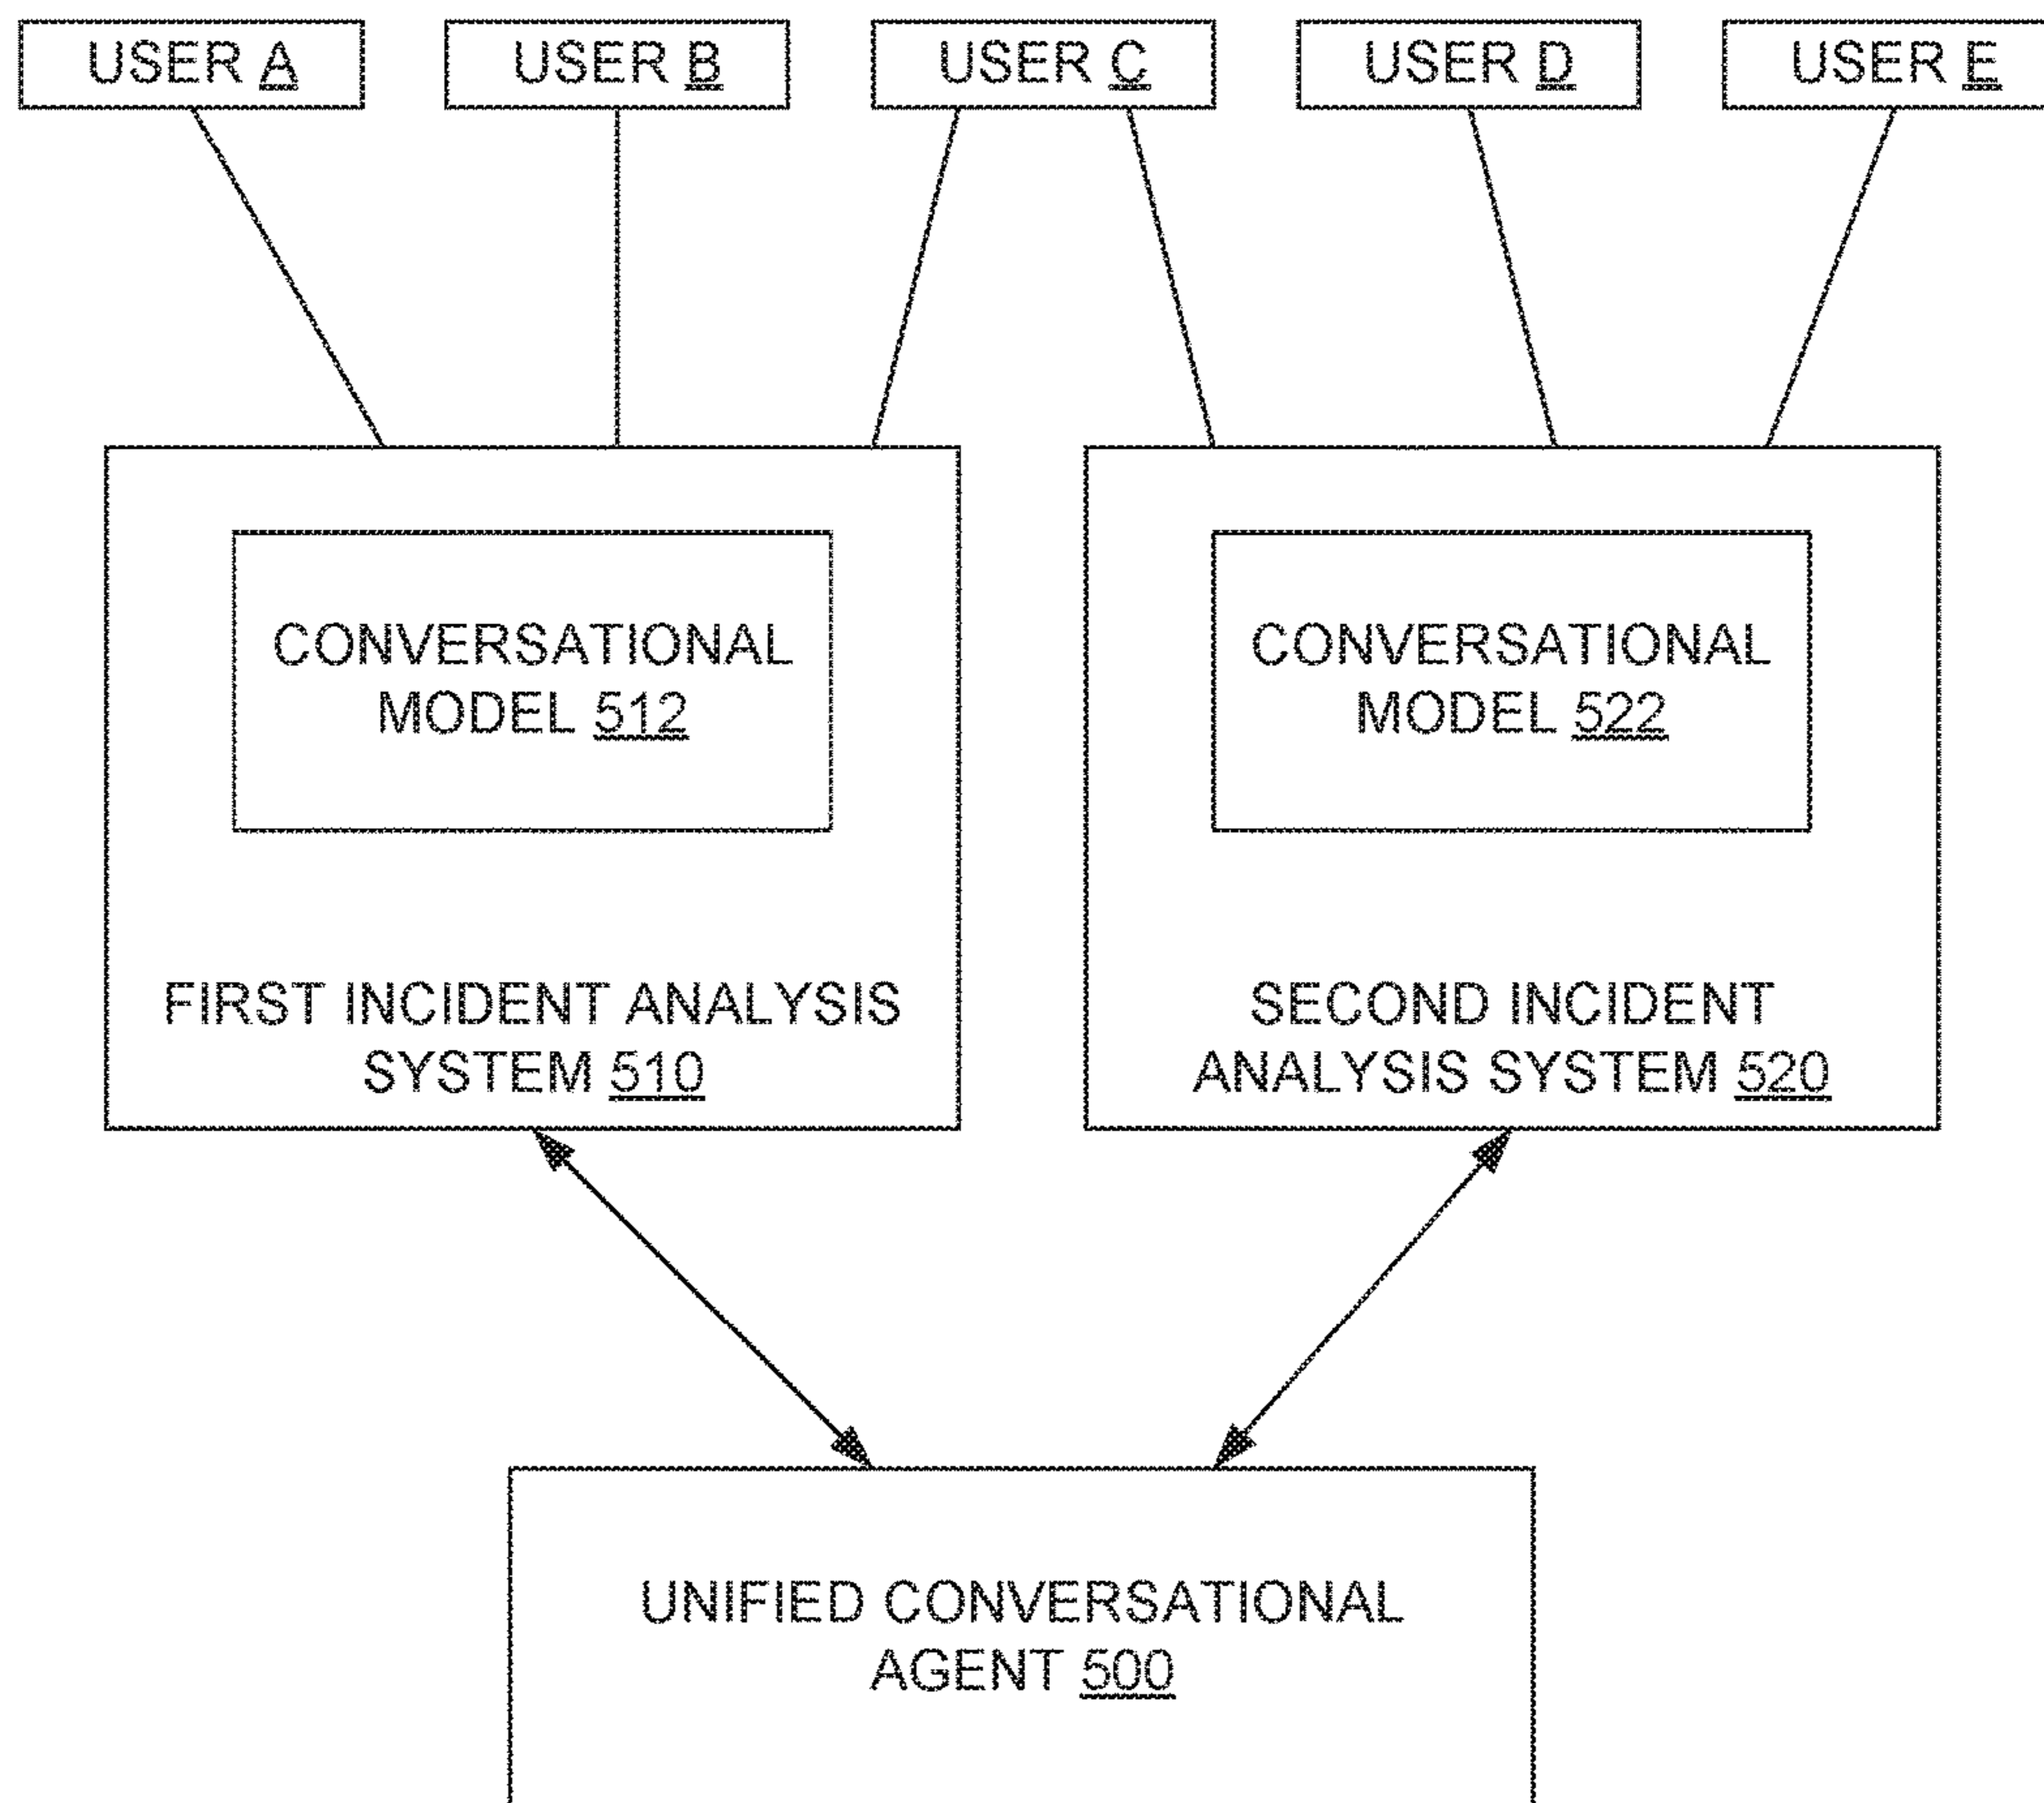 USER A
USER B
USER C
USER D
USER E
CONVERSATIONAL
MODEL 512
FIRST INCIDENT ANALYSIS
SYSTEM 510
CONVERSATIONAL
MODEL 522
SECOND INCIDENT
ANALYSIS SYSTEM 520
UNIFIED CONVERSATIONAL
AGENT 500